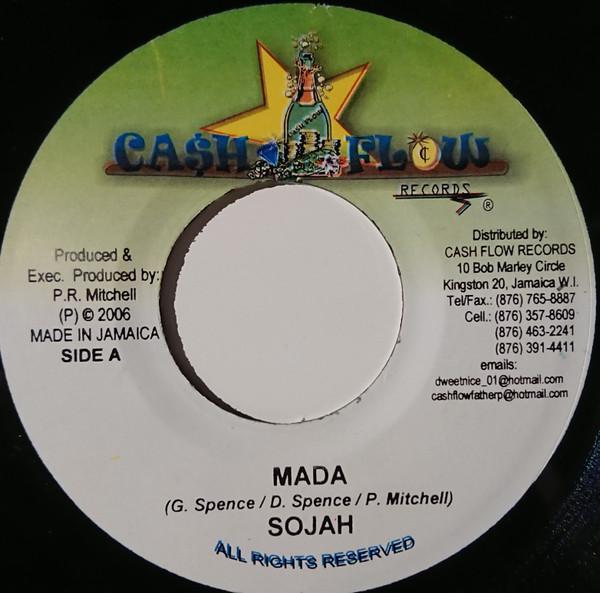 CASH FLOW
CA$H FL₵W
RECORDS
®
Produced &
Exec. Produced by:
P.R. Mitchell
(P) © 2006
MADE IN JAMAICA
SIDE A
Distributed by:
CASH FLOW RECORDS
10 Bob Marley Circle
Kingston 20, Jamaica W.I.
Tel/Fax.: (876) 765-8887
Cell.: (876) 357-8609
(876) 463-2241
(876) 391-4411
emails:
dweetnice_01@hotmail.com
cashflowfatherp@hotmail.com
MADA
(G. Spence / D. Spence / P. Mitchell)
SOJAH
ALL RIGHTS RESERVED